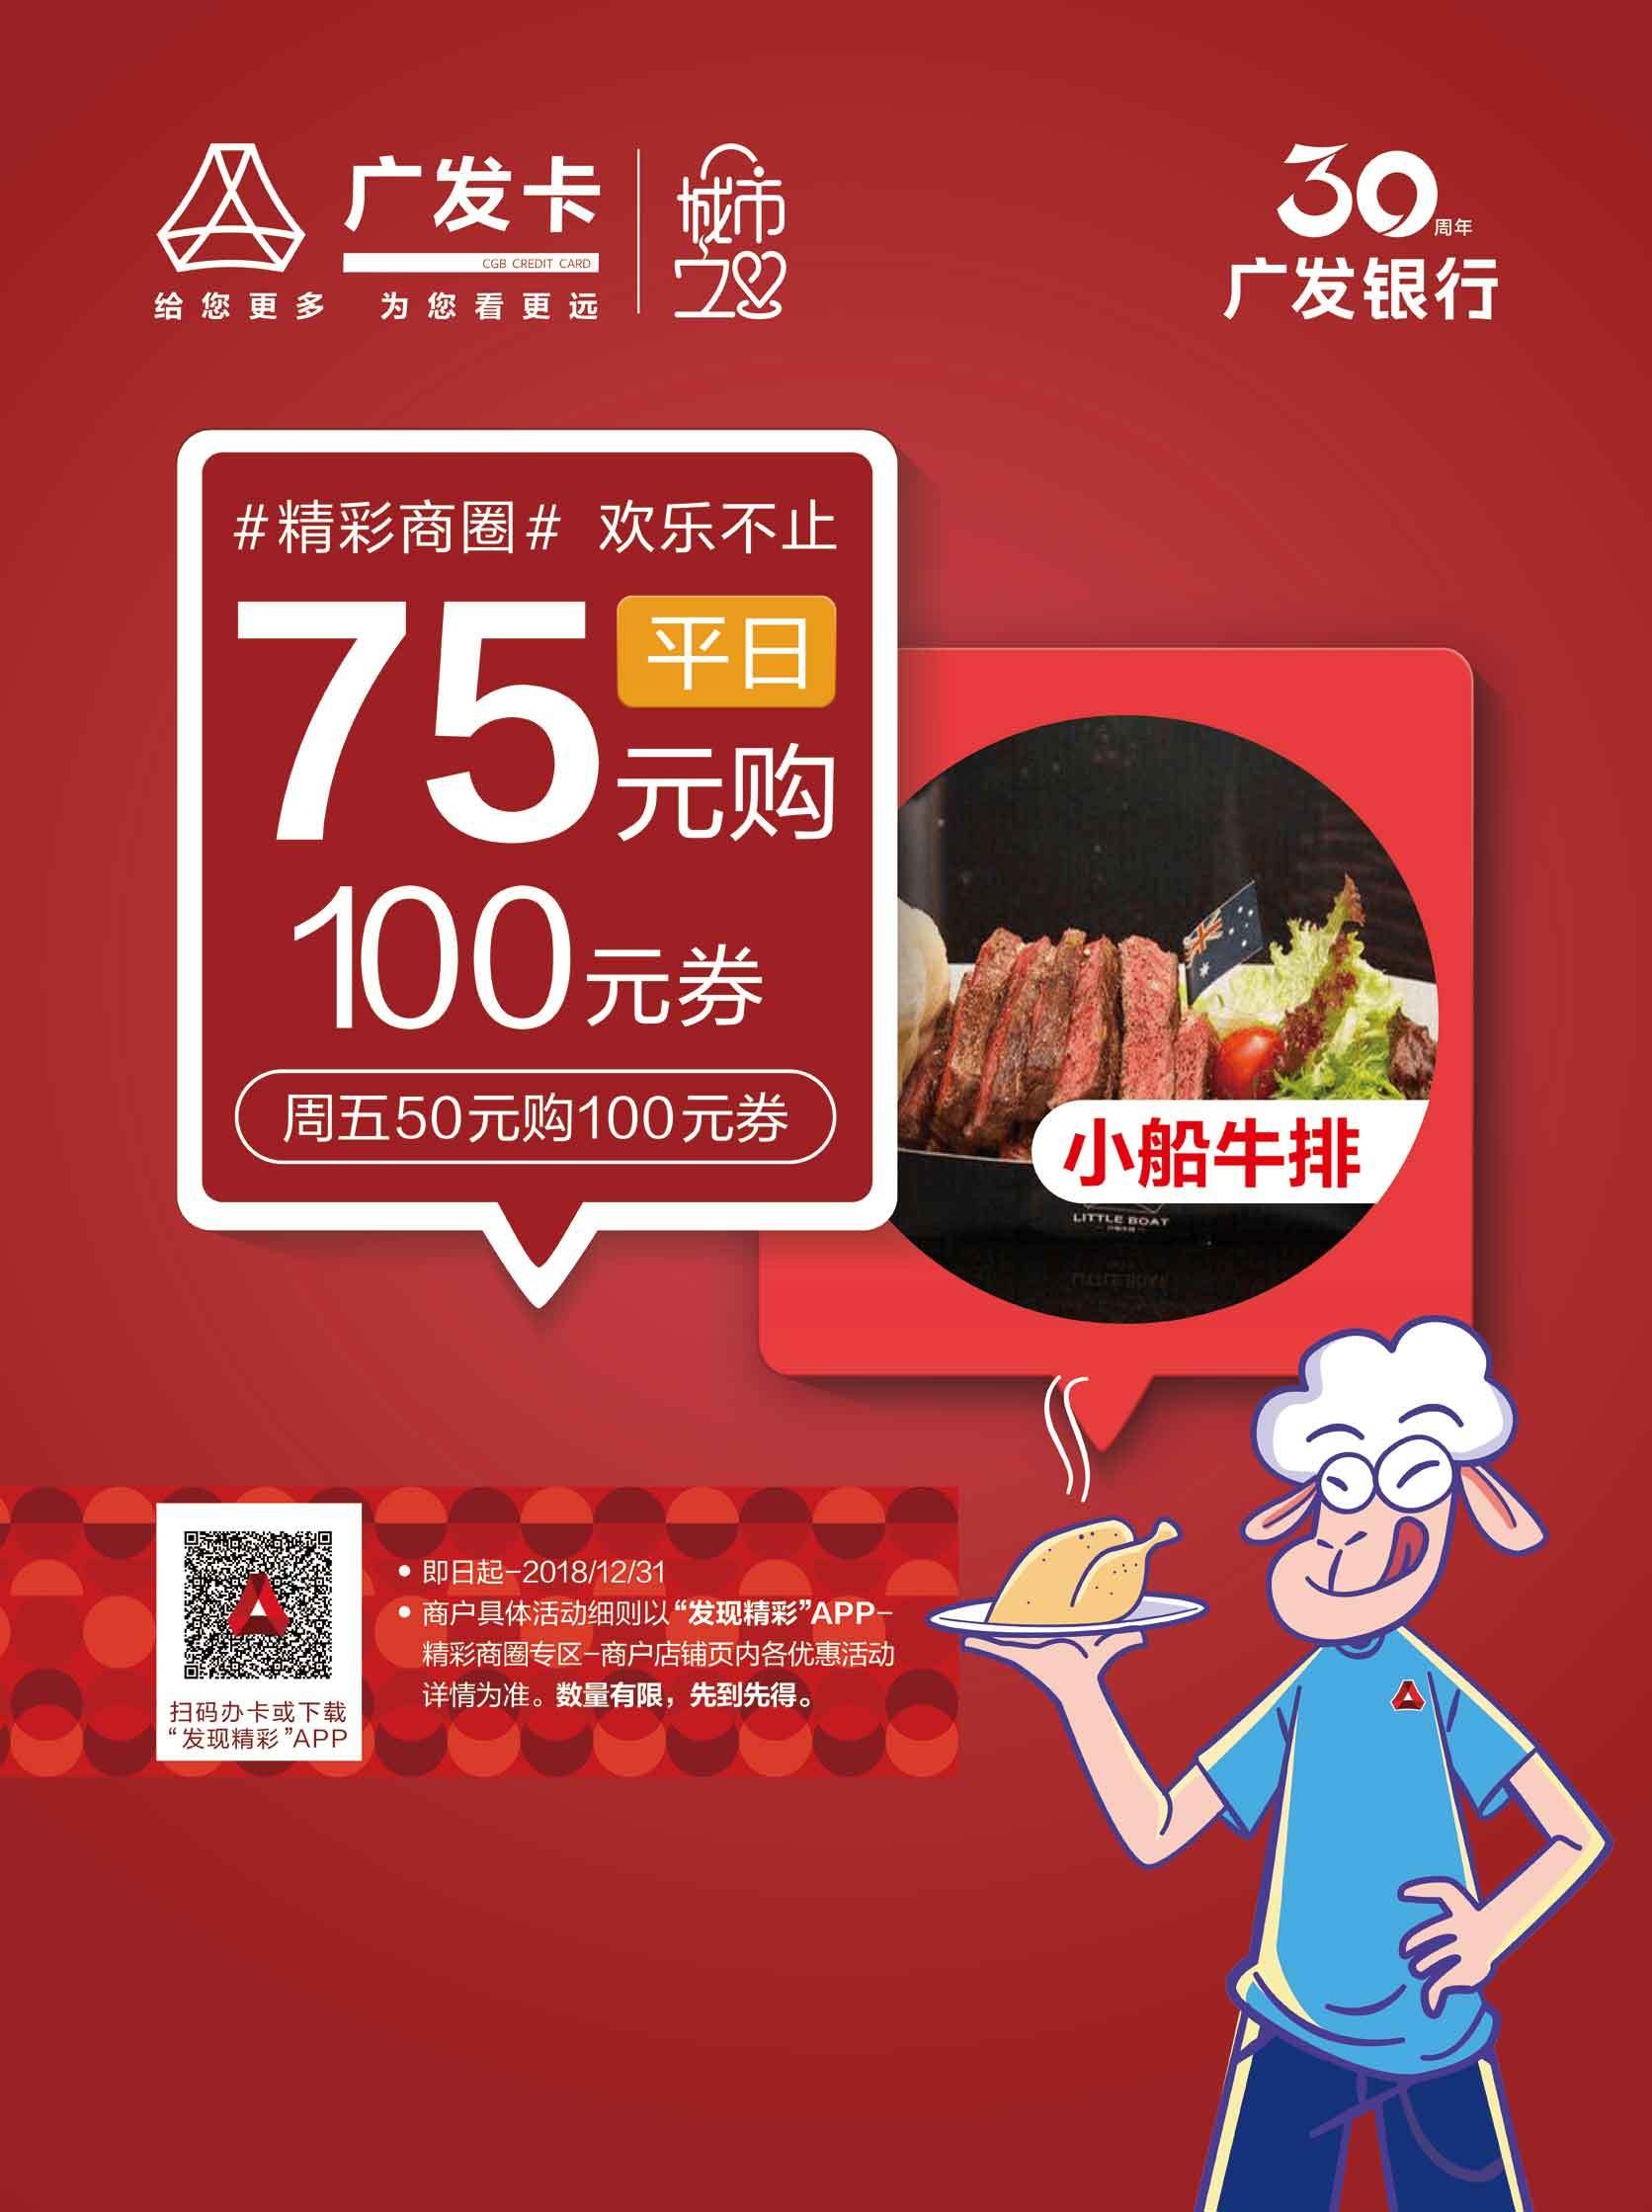 广发卡
CGB CREDIT CARD
给您更多 为您看更远
城市
30周年
广发银行
#精彩商圈# 欢乐不止
75元购
平日
100元券
周五50元购100元券
小船牛排
LITTLE BOAT
即日起-2018/12/31
商户具体活动细则以“发现精彩”APP-
精彩商圈专区-商户店铺页内各优惠活动
详情为准。数量有限，先到先得。
扫码办卡或下载
“发现精彩”APP